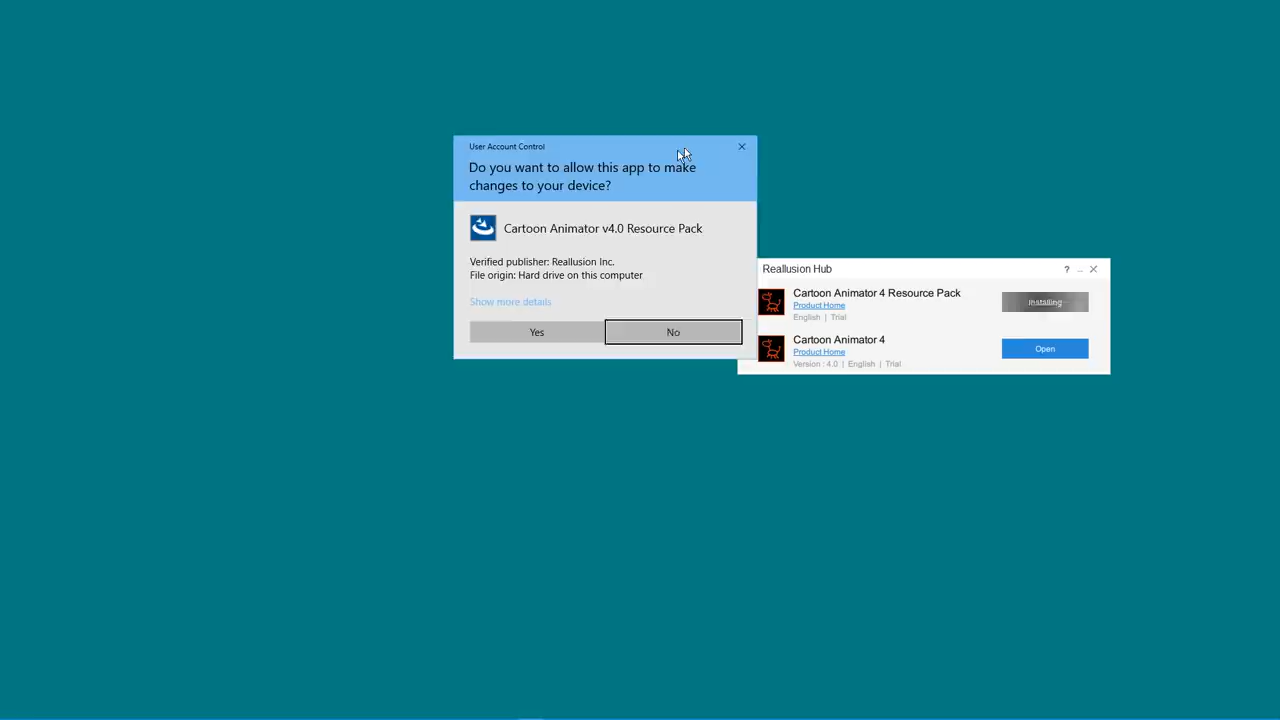 User Account Control
Do you want to allow this app to make
changes to your device?
Cartoon Animator v4.0 Resource Pack
Verified publisher: Reallusion Inc.
File origin: Hard drive on this computer
Show more details
Yes
No
Reallusion Hub
?
Cartoon Animator 4 Resource Pack
Product Home
English | Trial
Installing
Cartoon Animator 4
Product Home
Version : 4.0 | English | Trial
Open